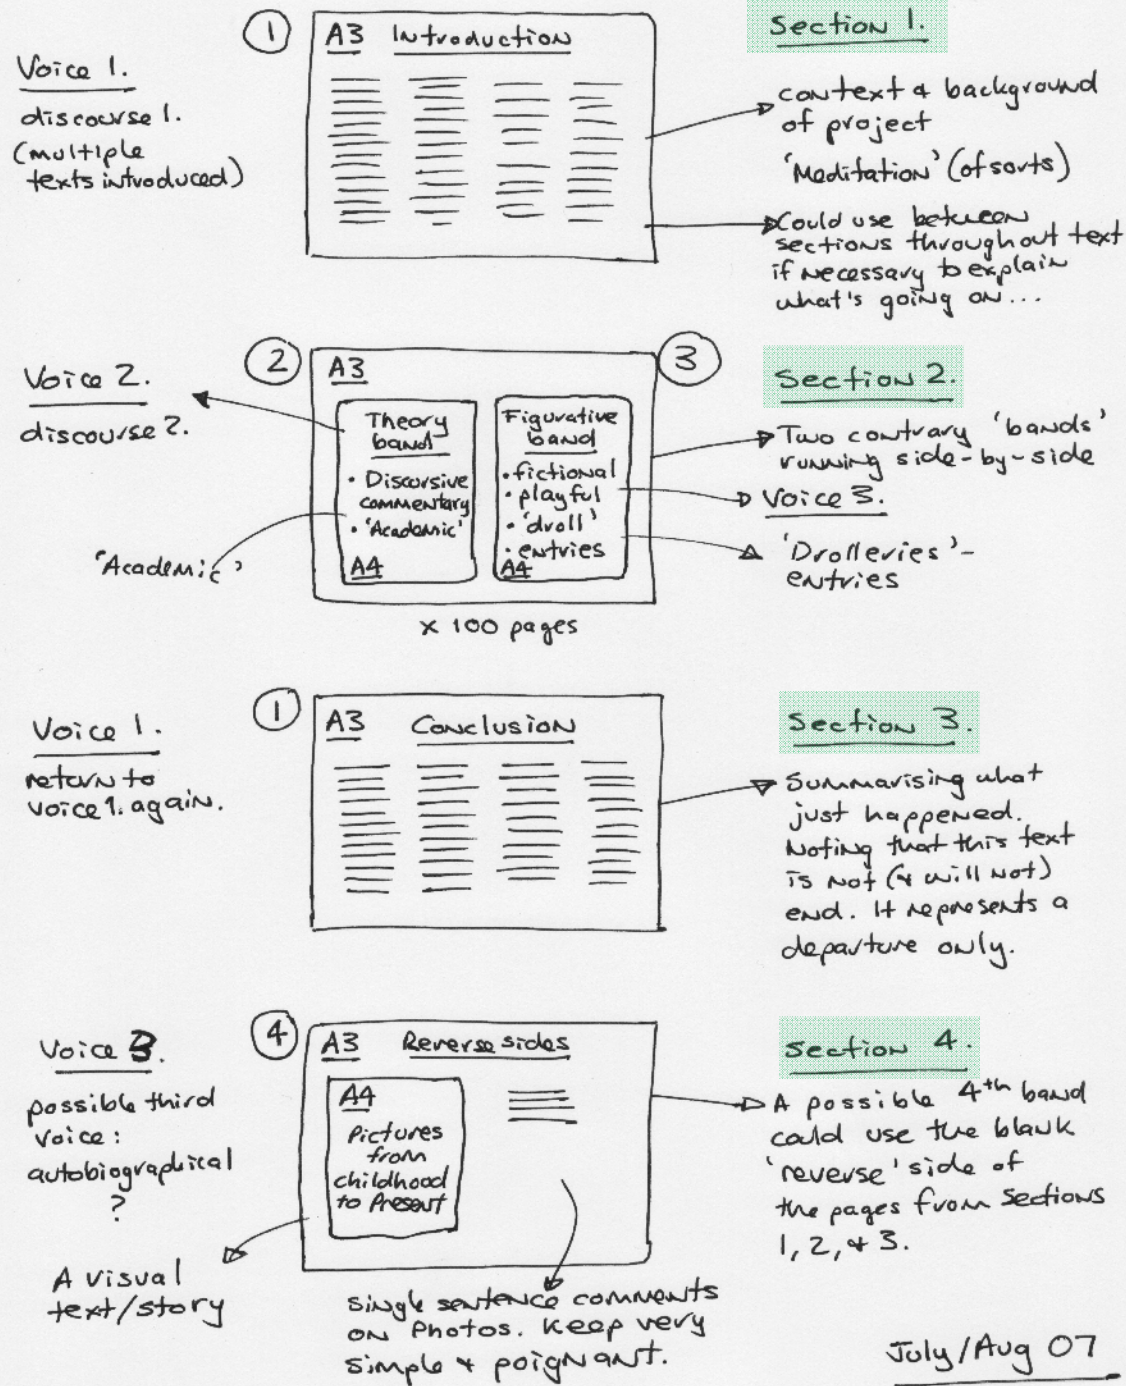 1
A3 Introduction
Section 1.
Voice 1.
discourse 1.
(multiple
texts introduced)
context & background
of project
'Meditation' (of sorts)
Could use between
sections throughout text
if necessary to explain
what's going on...
2
A3
3
Section 2.
Voice 2.
discourse 2.
Theory
band
• Discursive
commentary
• 'Academic'
A4
Figurative
band
• fictional
• playful
• 'droll'
• entries
A4
'Academic'
Two contrary 'bands'
running side-by-side
Voice 3.
'Drolleries' -
entries
x 100 pages
1
A3 Conclusion
Section 3.
Voice 1.
return to
voice 1. again.
Summarising what
just happened.
Noting that this text
is not (& will not)
end. It represents a
departure only.
4
A3 Reverse sides
Section 4.
Voice 3.
possible third
voice:
autobiographical
?
A4
Pictures
from
childhood
to Present
A possible 4th band
could use the blank
'reverse' side of
the pages from Sections
1, 2, & 3.
A visual
text/story
Single sentence comments
on Photos. Keep very
simple & poignant.
July/Aug 07